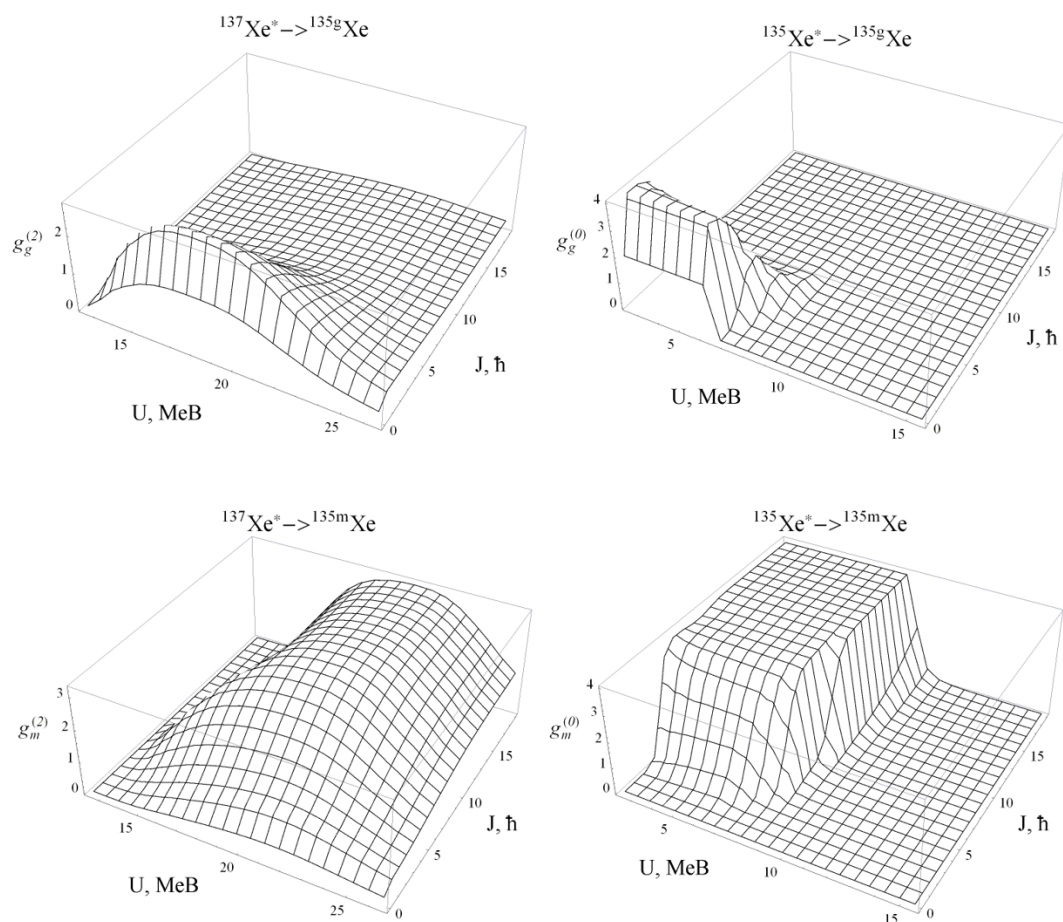 ¹³⁷Xe*−>¹³⁵ᵍXe
2
1
0
g_g^(2)
15
20
25
U, MeB
0
5
10
15
J, ħ
¹³⁵Xe*−>¹³⁵ᵍXe
4
3
2
1
0
g_g^(0)
5
10
15
U, MeB
0
5
10
15
J, ħ
¹³⁷Xe*−>¹³⁵ᵐXe
3
2
1
0
g_m^(2)
15
20
25
U, MeB
0
5
10
15
J, ħ
¹³⁵Xe*−>¹³⁵ᵐXe
4
3
2
1
0
g_m^(0)
5
10
15
U, MeB
0
5
10
15
J, ħ